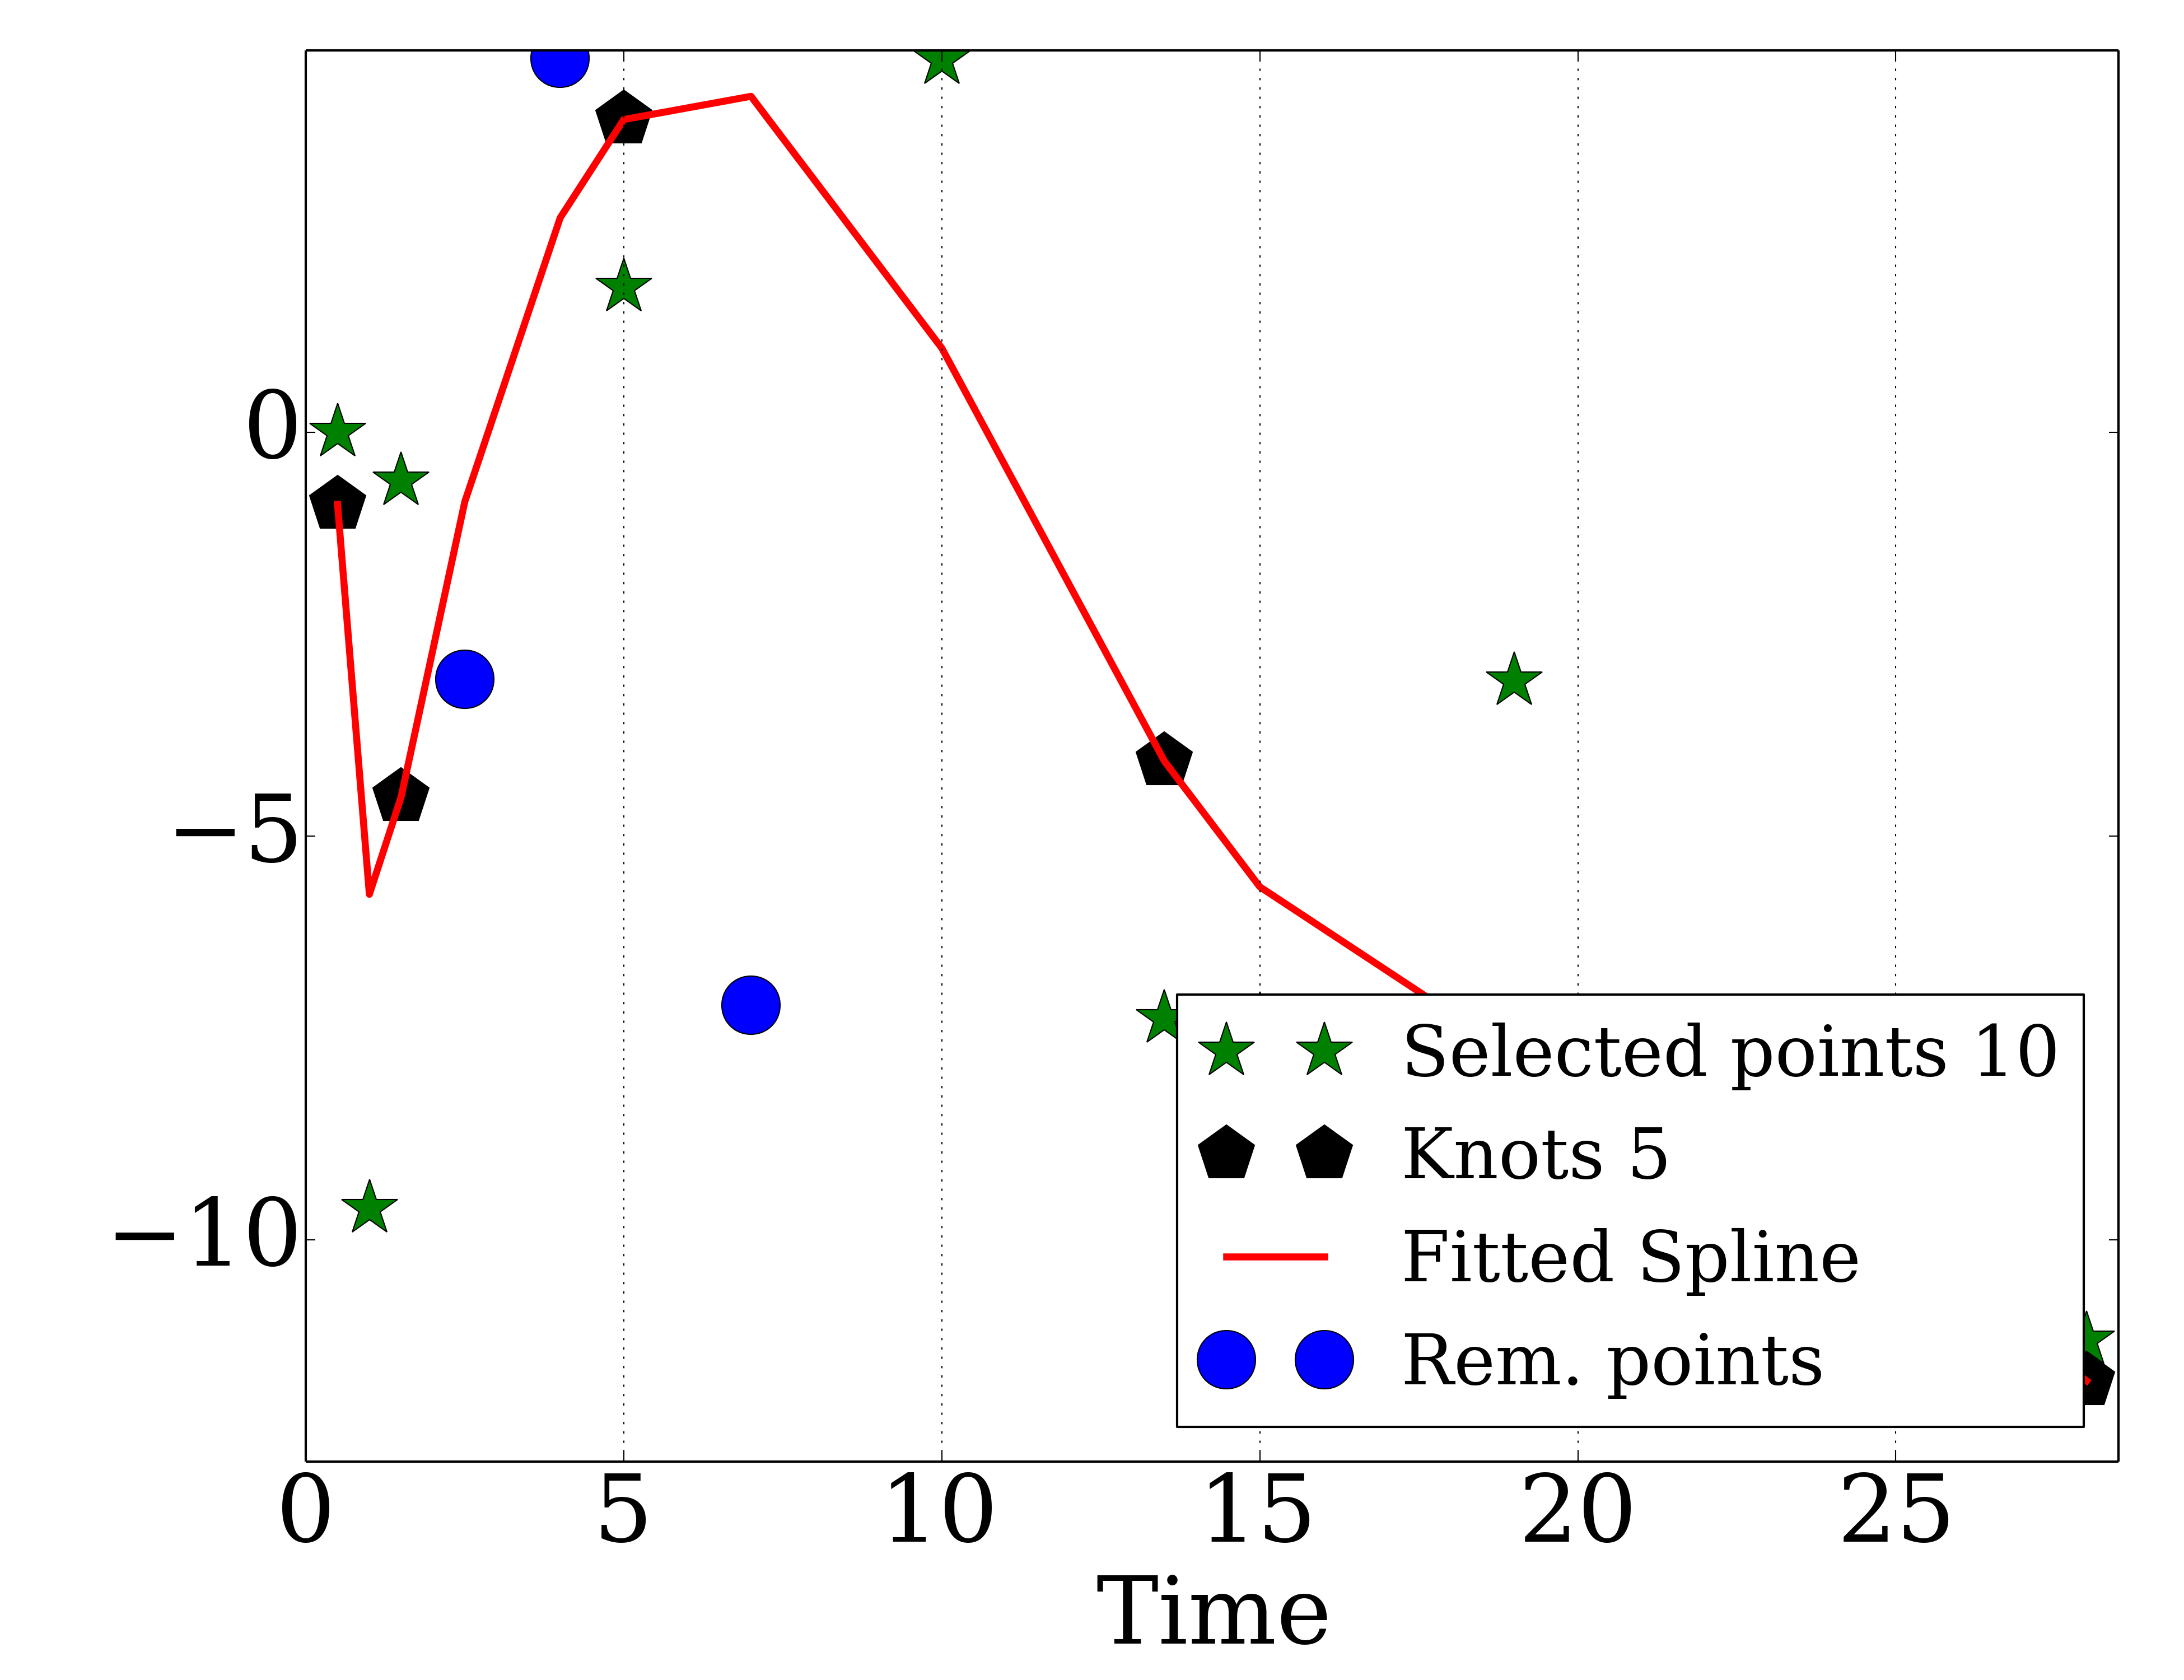 0
−5
−10
Selected points 10
Knots 5
Fitted Spline
Rem. points
0 5 10 15 20 25
Time